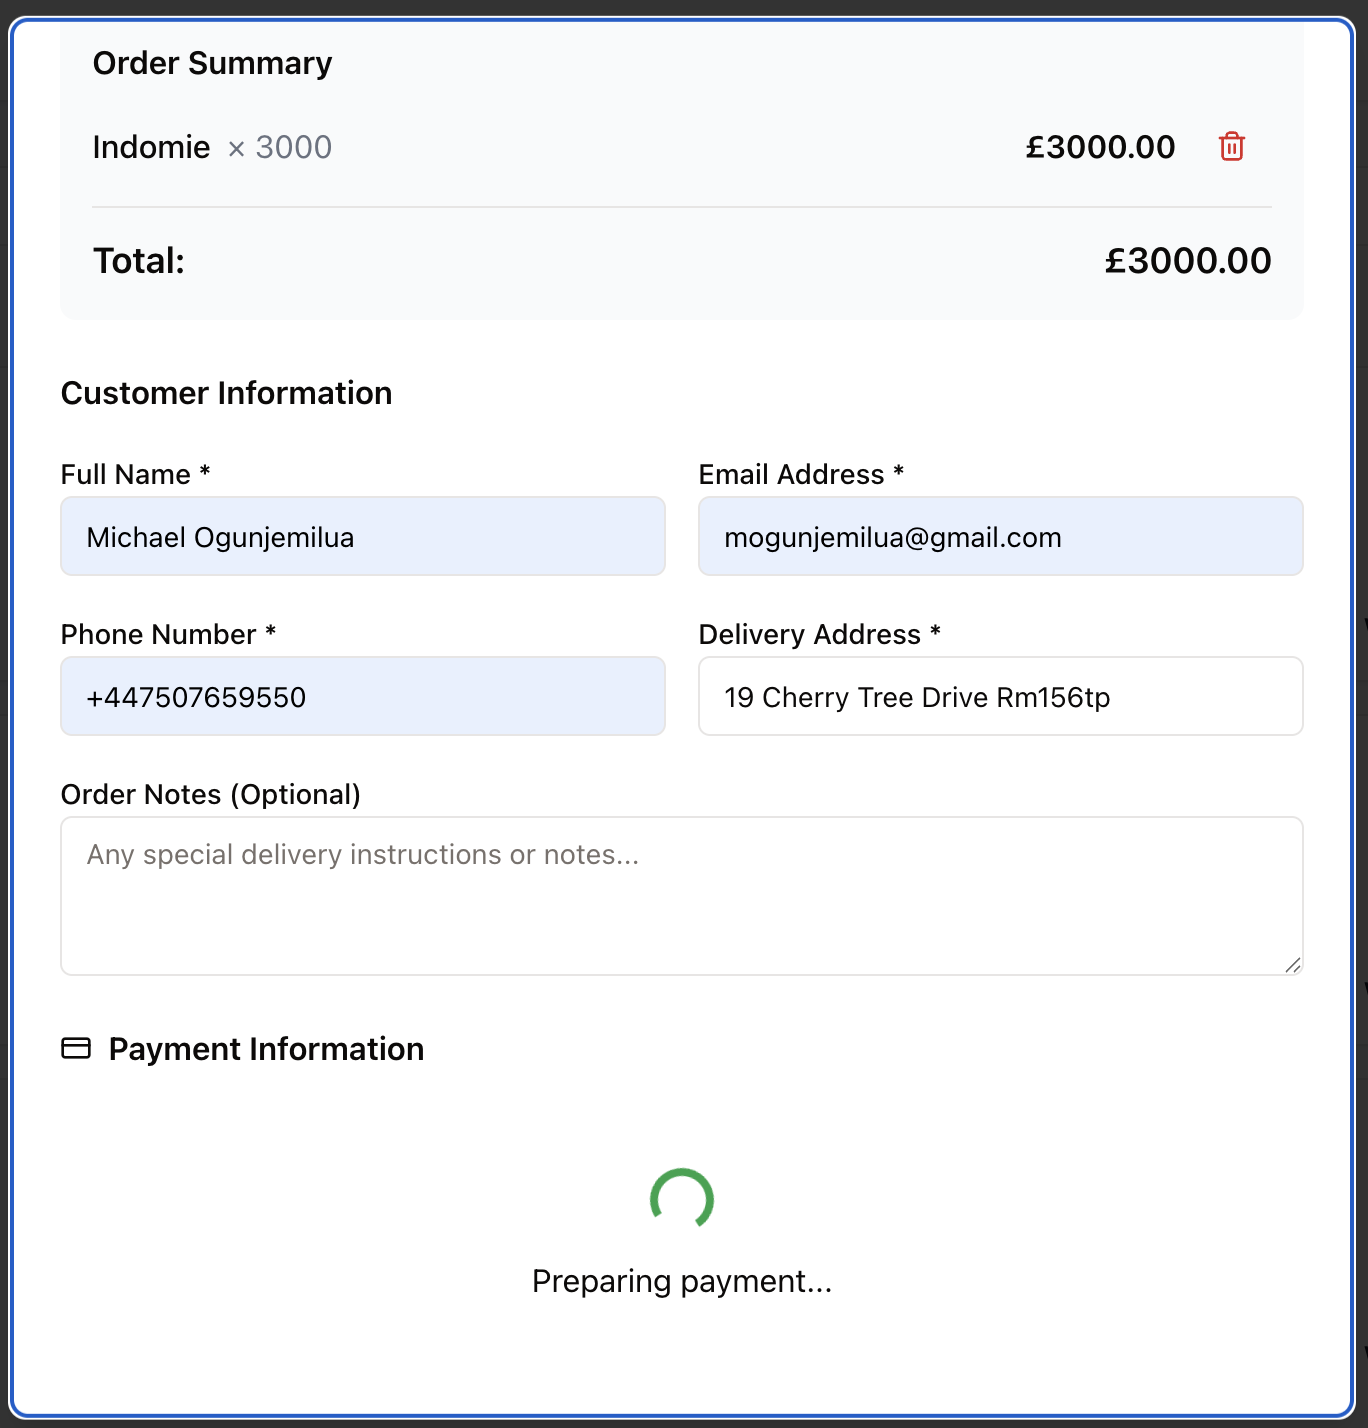 Order Summary
Indomie × 3000 £3000.00
Total: £3000.00
Customer Information
Full Name * Email Address *
Michael Ogunjemilua mogunjemilua@gmail.com
Phone Number * Delivery Address *
+447507659550 19 Cherry Tree Drive Rm156tp
Order Notes (Optional)
Any special delivery instructions or notes...
Payment Information
Preparing payment...